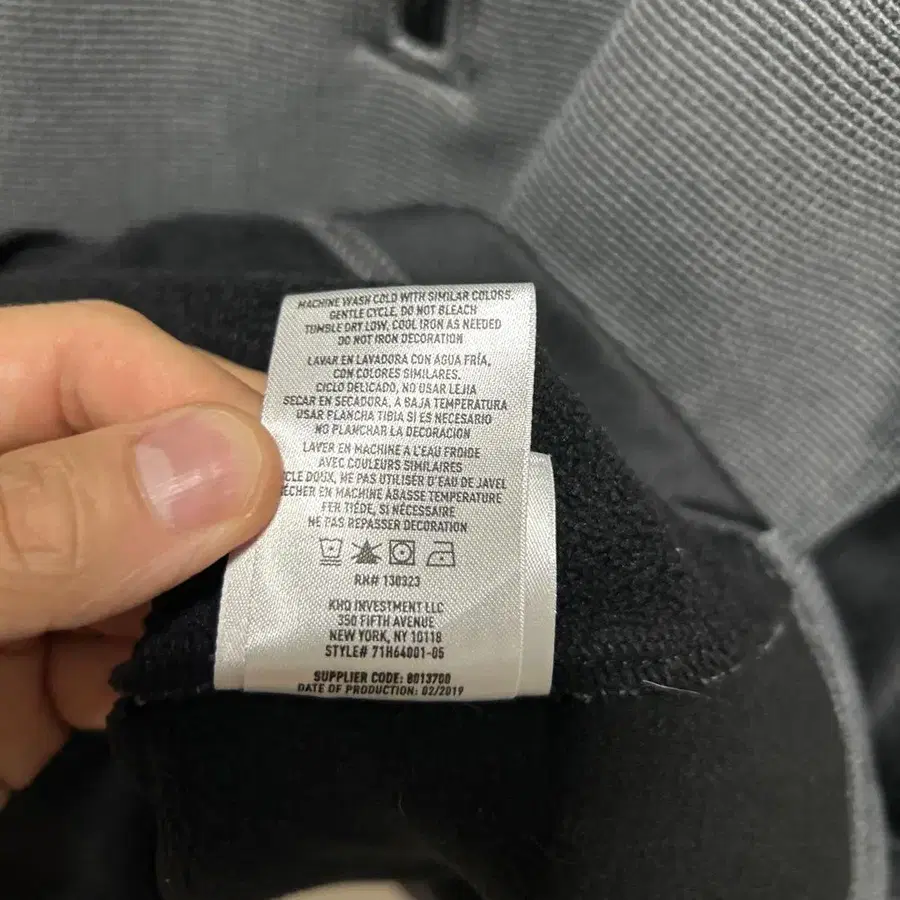 MACHINE WASH COLD WITH SIMILAR COLORS.
GENTLE CYCLE, DO NOT BLEACH
TUMBLE DRY LOW, COOL IRON AS NEEDED
DO NOT IRON DECORATION
LAVAR EN LAVADORA CON AGUA FRÍA,
CON COLORES SIMILARES.
CICLO DELICADO, NO USAR LEJIA
SECAR EN SECADORA, A BAJA TEMPERATURA
USAR PLANCHA TIBIA SI ES NECESARIO
NO PLANCHAR LA DECORACION
LAVER EN MACHINE A L'EAU FROIDE
AVEC COULEURS SIMILAIRES
CLE DOUX, NE PAS UTILISER D'EAU DE JAVEL
ÉCHER EN MACHINE ÀBASSE TEMPERATURE
FER TIÉDE, SI NÉCESSAIRE
NE PAS REPASSER DECORATION
RN# 130323
KHQ INVESTMENT LLC
350 FIFTH AVENUE
NEW YORK, NY 10118
STYLE# 71H64001-05
SUPPLIER CODE: 8013700
DATE OF PRODUCTION: 02/2019